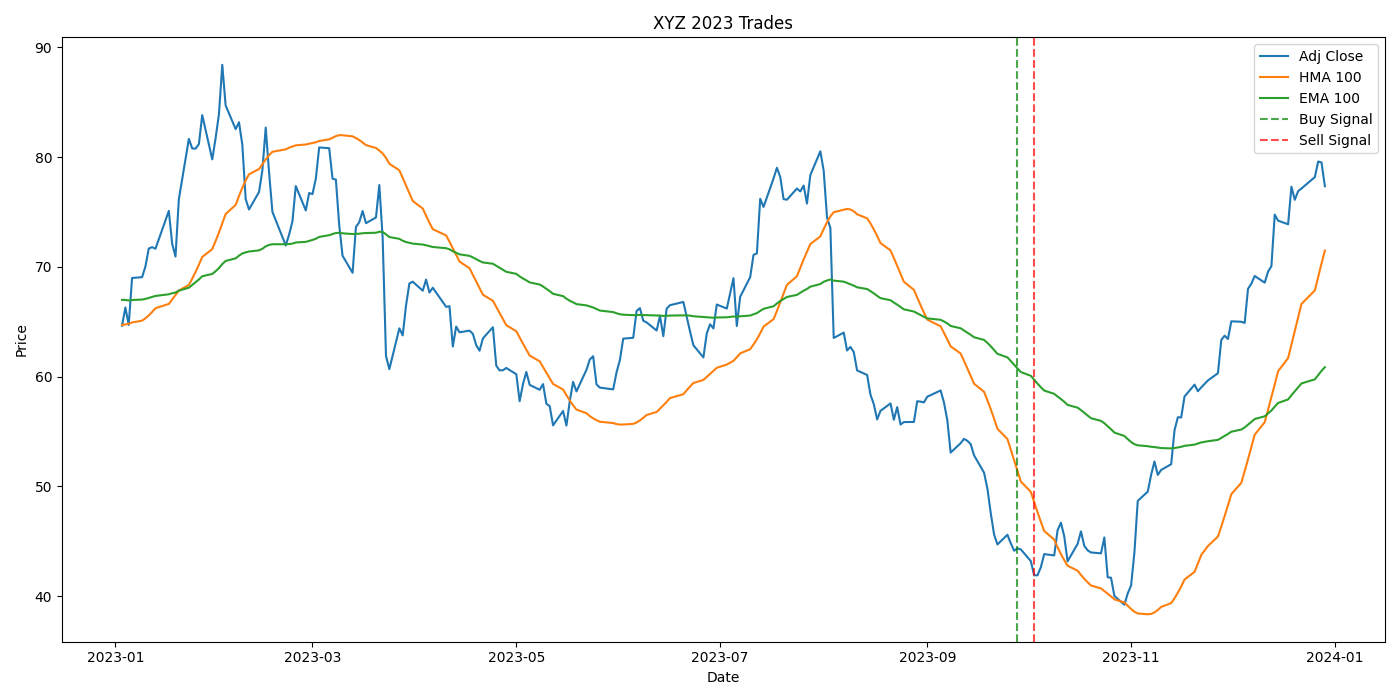 XYZ 2023 Trades
Adj Close
HMA 100
EMA 100
Buy Signal
Sell Signal
90
80
70
60
50
40
Price
2023-01
2023-03
2023-05
2023-07
2023-09
2023-11
2024-01
Date